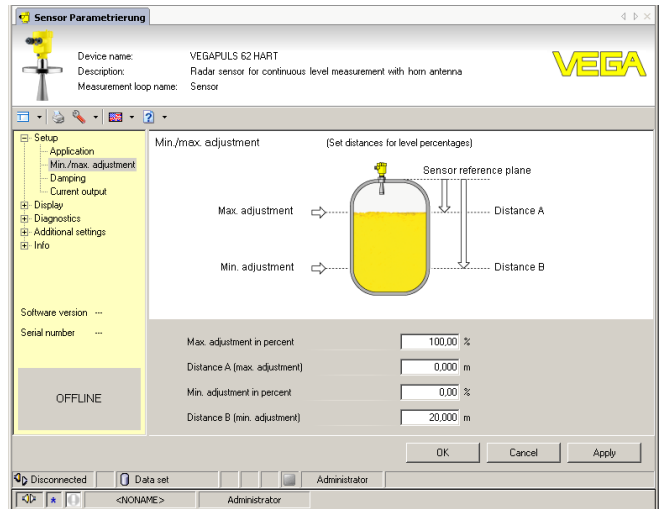 Sensor Parametrierung
Device name: VEGAPULS 62 HART
Description: Radar sensor for continuous level measurement with horn antenna
Measurement loop name: Sensor
VEGA
Setup
Application
Min./max. adjustment
Damping
Current output
Display
Diagnostics
Additional settings
Info
Software version ---
Serial number ---
OFFLINE
Min./max. adjustment (Set distances for level percentages)
Sensor reference plane
Max. adjustment Distance A
Min. adjustment Distance B
Max. adjustment in percent 100,00 %
Distance A (max. adjustment) 0,000 m
Min. adjustment in percent 0,00 %
Distance B (min. adjustment) 20,000 m
OK Cancel Apply
Disconnected Data set Administrator
<NONAME> Administrator